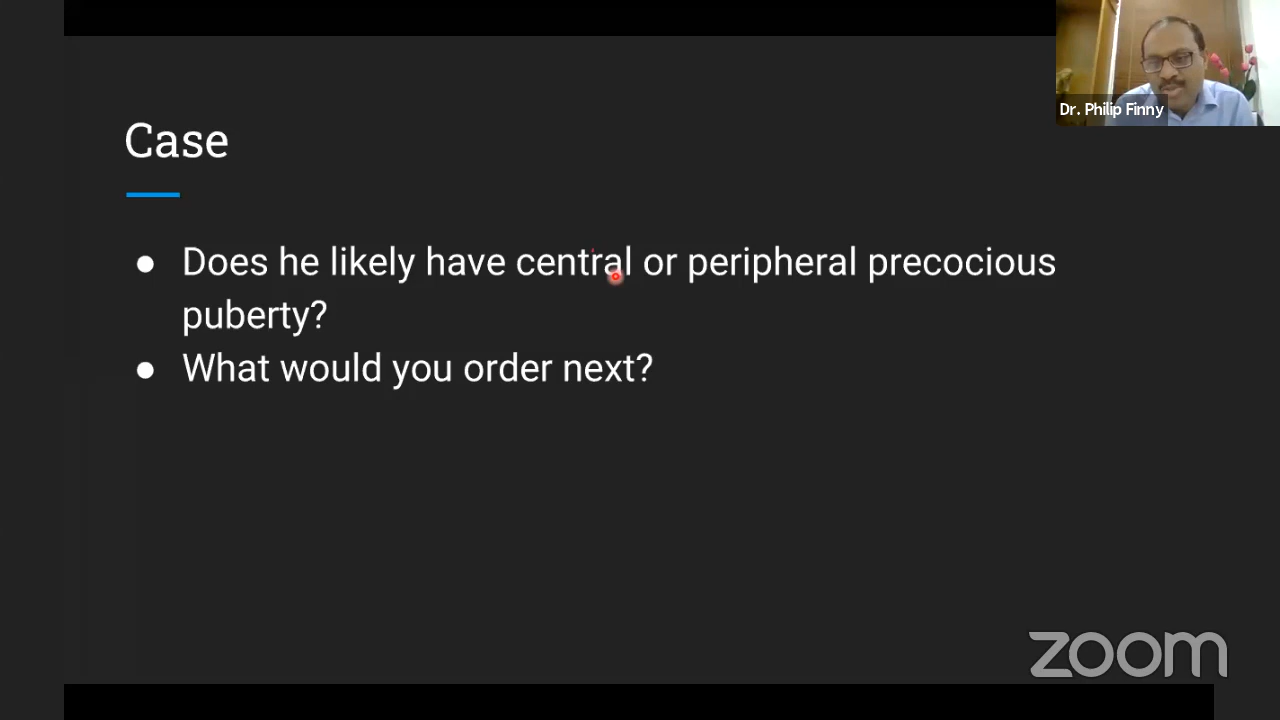 Dr. Philip Finny
Case
● Does he likely have central or peripheral precocious
puberty?
● What would you order next?
zoom